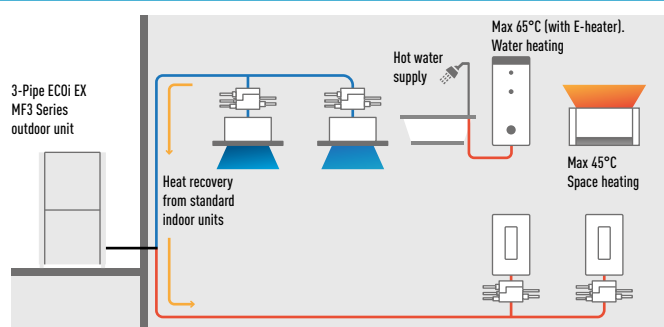 3-Pipe ECOi EX
MF3 Series
outdoor unit
Heat recovery
from standard
indoor units
Hot water
supply
Max 65°C (with E-heater).
Water heating
Max 45°C
Space heating